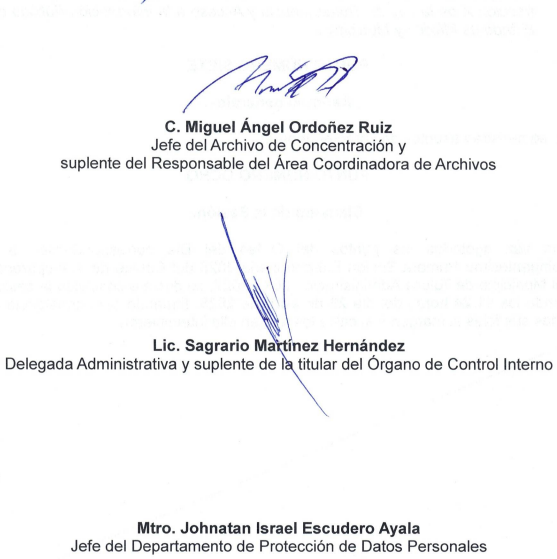 C. Miguel Ángel Ordoñez Ruiz
Jefe del Archivo de Concentración y
suplente del Responsable del Área Coordinadora de Archivos
Lic. Sagrario Martínez Hernández
Delegada Administrativa y suplente de la titular del Órgano de Control Interno
Mtro. Johnatan Israel Escudero Ayala
Jefe del Departamento de Protección de Datos Personales